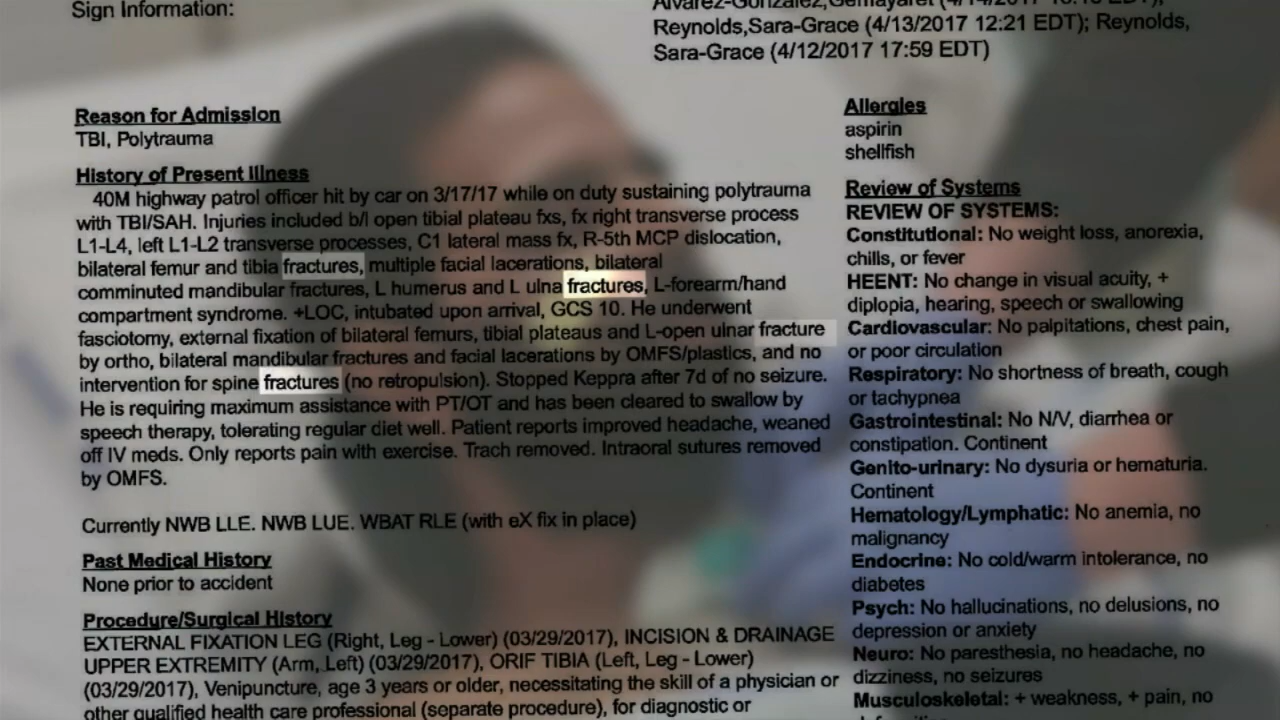 Sign Information:
Reynolds,Sara-Grace (4/13/2017 12:21 EDT); Reynolds,
Sara-Grace (4/12/2017 17:59 EDT)
Reason for Admission
TBI, Polytrauma
History of Present Illness
40M highway patrol officer hit by car on 3/17/17 while on duty sustaining polytrauma
with TBI/SAH. Injuries included b/l open tibial plateau fxs, fx right transverse process
L1-L4, left L1-L2 transverse processes, C1 lateral mass fx, R-5th MCP dislocation,
bilateral femur and tibia fractures, multiple facial lacerations, bilateral
comminuted mandibular fractures, L humerus and L ulna fractures, L-forearm/hand
compartment syndrome. +LOC, intubated upon arrival, GCS 10. He underwent
fasciotomy, external fixation of bilateral femurs, tibial plateaus and L-open ulnar fracture
by ortho, bilateral mandibular fractures and facial lacerations by OMFS/plastics, and no
intervention for spine fractures (no retropulsion). Stopped Keppra after 7d of no seizure.
He is requiring maximum assistance with PT/OT and has been cleared to swallow by
speech therapy, tolerating regular diet well. Patient reports improved headache, weaned
off IV meds. Only reports pain with exercise. Trach removed. Intraoral sutures removed
by OMFS.
Currently NWB LLE. NWB LUE. WBAT RLE (with eX fix in place)
Past Medical History
None prior to accident
Procedure/Surgical History
EXTERNAL FIXATION LEG (Right, Leg - Lower) (03/29/2017), INCISION & DRAINAGE
UPPER EXTREMITY (Arm, Left) (03/29/2017), ORIF TIBIA (Left, Leg - Lower)
(03/29/2017), Venipuncture, age 3 years or older, necessitating the skill of a physician or
other qualified health care professional (separate procedure), for diagnostic or
Allergies
aspirin
shellfish
Review of Systems
REVIEW OF SYSTEMS:
Constitutional: No weight loss, anorexia,
chills, or fever
HEENT: No change in visual acuity, +
diplopia, hearing, speech or swallowing
Cardiovascular: No palpitations, chest pain,
or poor circulation
Respiratory: No shortness of breath, cough
or tachypnea
Gastrointestinal: No N/V, diarrhea or
constipation. Continent
Genito-urinary: No dysuria or hematuria.
Continent
Hematology/Lymphatic: No anemia, no
malignancy
Endocrine: No cold/warm intolerance, no
diabetes
Psych: No hallucinations, no delusions, no
depression or anxiety
Neuro: No paresthesia, no headache, no
dizziness, no seizures
Musculoskeletal: + weakness, + pain, no